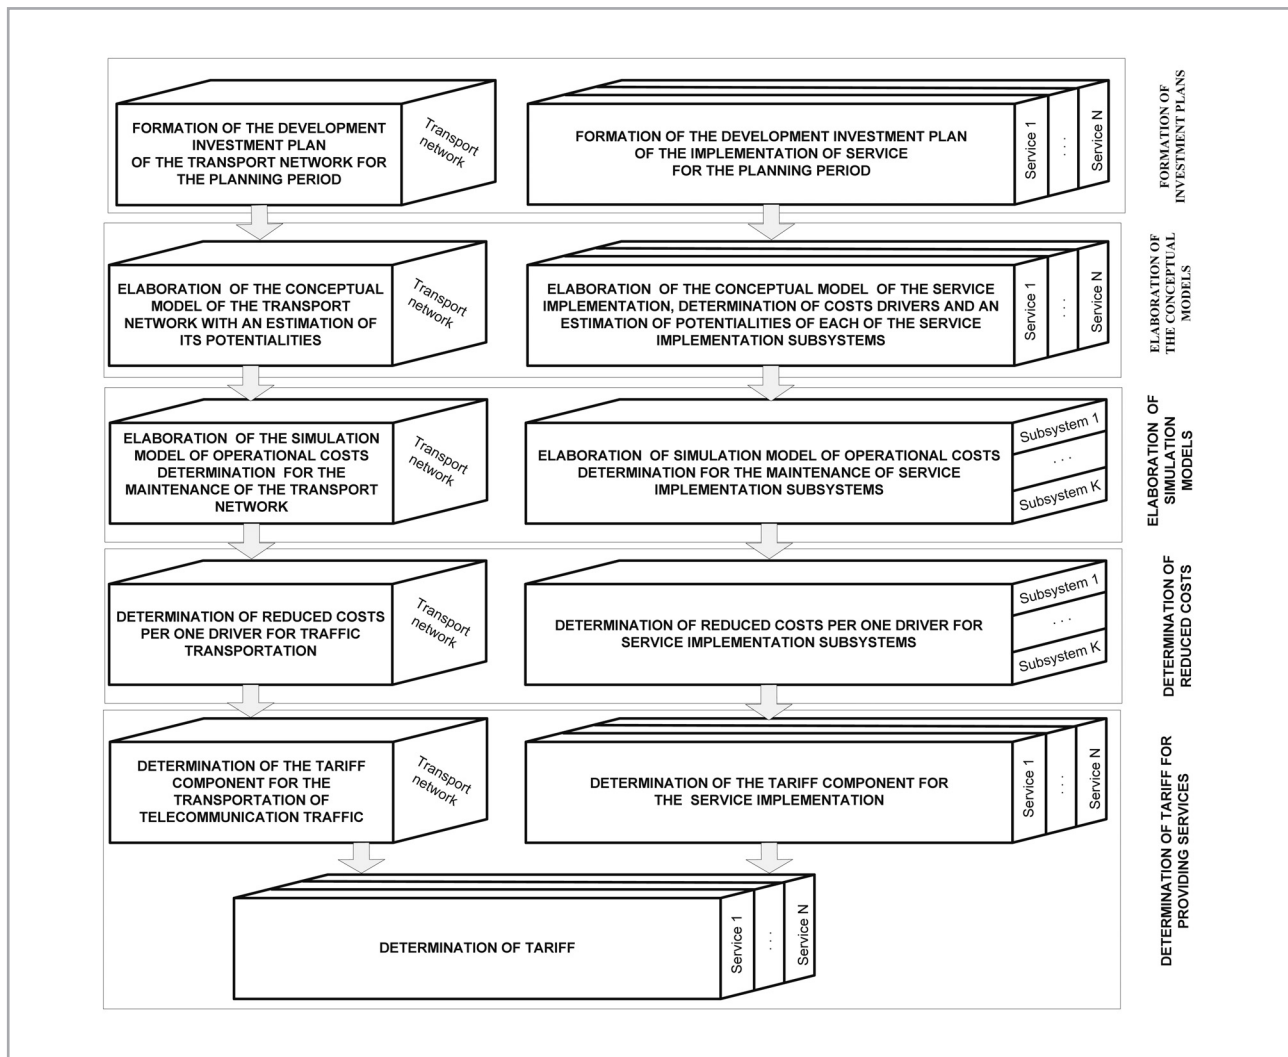 FORMATION OF THE DEVELOPMENT
INVESTMENT PLAN
OF THE TRANSPORT NETWORK FOR
THE PLANNING PERIOD
Transport
network
FORMATION OF THE DEVELOPMENT INVESTMENT PLAN
OF THE IMPLEMENTATION OF SERVICE
FOR THE PLANNING PERIOD
Service 1
. . .
Service N
FORMATION OF
INVESTMENT PLANS
ELABORATION OF THE CONCEPTUAL
MODEL OF THE TRANSPORT
NETWORK WITH AN ESTIMATION OF
ITS POTENTIALITIES
Transport
network
ELABORATION OF THE CONCEPTUAL MODEL OF THE SERVICE
IMPLEMENTATION, DETERMINATION OF COSTS DRIVERS AND AN
ESTIMATION OF POTENTIALITIES OF EACH OF THE SERVICE
IMPLEMENTATION SUBSYSTEMS
Service 1
. . .
Service N
ELABORATION OF
THE CONCEPTUAL
MODELS
ELABORATION OF THE SIMULATION
MODEL OF OPERATIONAL COSTS
DETERMINATION FOR THE
MAINTENANCE OF THE TRANSPORT
NETWORK
Transport
network
ELABORATION OF SIMULATION MODEL OF OPERATIONAL COSTS
DETERMINATION FOR THE MAINTENANCE OF SERVICE
IMPLEMENTATION SUBSYSTEMS
Subsystem 1
. . .
Subsystem K
ELABORATION OF
SIMULATION
MODELS
DETERMINATION OF REDUCED COSTS
PER ONE DRIVER FOR TRAFFIC
TRANSPORTATION
Transport
network
DETERMINATION OF REDUCED COSTS PER ONE DRIVER FOR
SERVICE IMPLEMENTATION SUBSYSTEMS
Subsystem 1
. . .
Subsystem K
DETERMINATION OF
REDUCED COSTS
DETERMINATION OF THE TARIFF
COMPONENT FOR THE
TRANSPORTATION OF
TELECOMMUNICATION TRAFFIC
Transport
network
DETERMINATION OF THE TARIFF COMPONENT FOR
THE SERVICE IMPLEMENTATION
Service 1
. . .
Service N
DETERMINATION OF TARIFF FOR
PROVIDING SERVICES
DETERMINATION OF TARIFF
Service 1
. . .
Service N